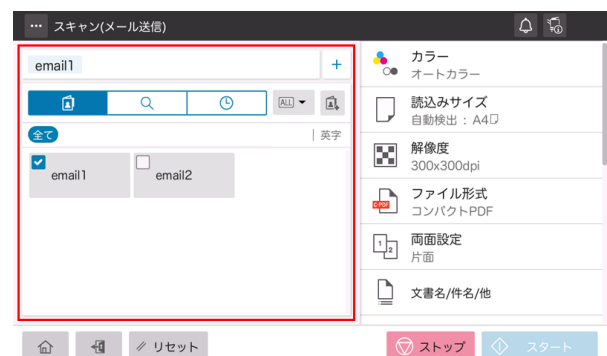 スキャン(メール送信)
email1
+
ALL
全て
英字
email1
email2
カラー
オートカラー
読込みサイズ
自動検出 : A4
解像度
300x300dpi
ファイル形式
C-PDF
コンパクトPDF
両面設定
1 2
片面
文書名/件名/他
リセット
ストップ
スタート